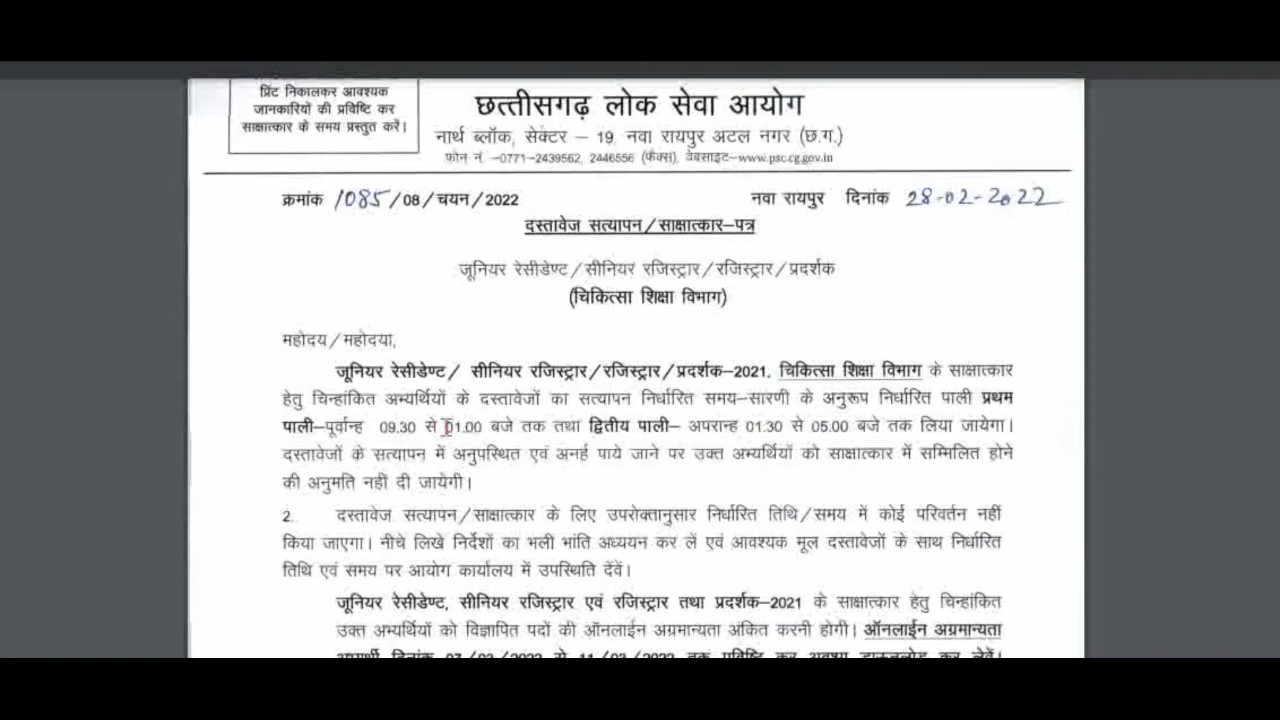 प्रिंट निकालकर आवश्यक
जानकारियों की प्रविष्टि कर
साक्षात्कार के समय प्रस्तुत करें।
छत्तीसगढ़ लोक सेवा आयोग
नार्थ ब्लॉक, सेक्टर – 19, नवा रायपुर अटल नगर (छ.ग.)
फोन नं. –0771–2439562, 2446556 (फैक्स), वेबसाइट–www.psc.cg.gov.in
क्रमांक 1085/08/चयन/2022 नवा रायपुर दिनांक 28-02-2022
दस्तावेज सत्यापन/साक्षात्कार–पत्र
जूनियर रेसीडेण्ट/सीनियर रजिस्ट्रार/रजिस्ट्रार/प्रदर्शक
(चिकित्सा शिक्षा विभाग)
महोदय/महोदया,
जूनियर रेसीडेण्ट/ सीनियर रजिस्ट्रार/रजिस्ट्रार/प्रदर्शक–2021, चिकित्सा शिक्षा विभाग के साक्षात्कार
हेतु चिन्हांकित अभ्यर्थियों के दस्तावेजों का सत्यापन निर्धारित समय–सारणी के अनुरूप निर्धारित पाली प्रथम
पाली–पूर्वान्ह 09.30 से 01.00 बजे तक तथा द्वितीय पाली– अपरान्ह 01.30 से 05.00 बजे तक लिया जायेगा।
दस्तावेजों के सत्यापन में अनुपस्थित एवं अनर्ह पाये जाने पर उक्त अभ्यर्थियों को साक्षात्कार में सम्मिलित होने
की अनुमति नहीं दी जायेगी।
2. दस्तावेज सत्यापन/साक्षात्कार के लिए उपरोक्तानुसार निर्धारित तिथि/समय में कोई परिवर्तन नहीं
किया जाएगा। नीचे लिखे निर्देशों का भली भांति अध्ययन कर लें एवं आवश्यक मूल दस्तावेजों के साथ निर्धारित
तिथि एवं समय पर आयोग कार्यालय में उपस्थिति देंवें।
जूनियर रेसीडेण्ट, सीनियर रजिस्ट्रार एवं रजिस्ट्रार तथा प्रदर्शक–2021 के साक्षात्कार हेतु चिन्हांकित
उक्त अभ्यर्थियों को विज्ञापित पदों की ऑनलाईन अग्रमान्यता अंकित करनी होगी। ऑनलाईन अग्रमान्यता